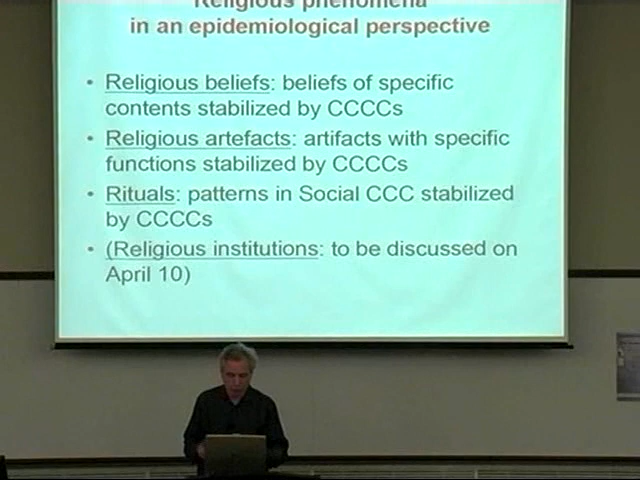 Religious phenomena
in an epidemiological perspective
• Religious beliefs: beliefs of specific
contents stabilized by CCCCs
• Religious artefacts: artifacts with specific
functions stabilized by CCCCs
• Rituals: patterns in Social CCC stabilized
by CCCCs
• (Religious institutions: to be discussed on
April 10)